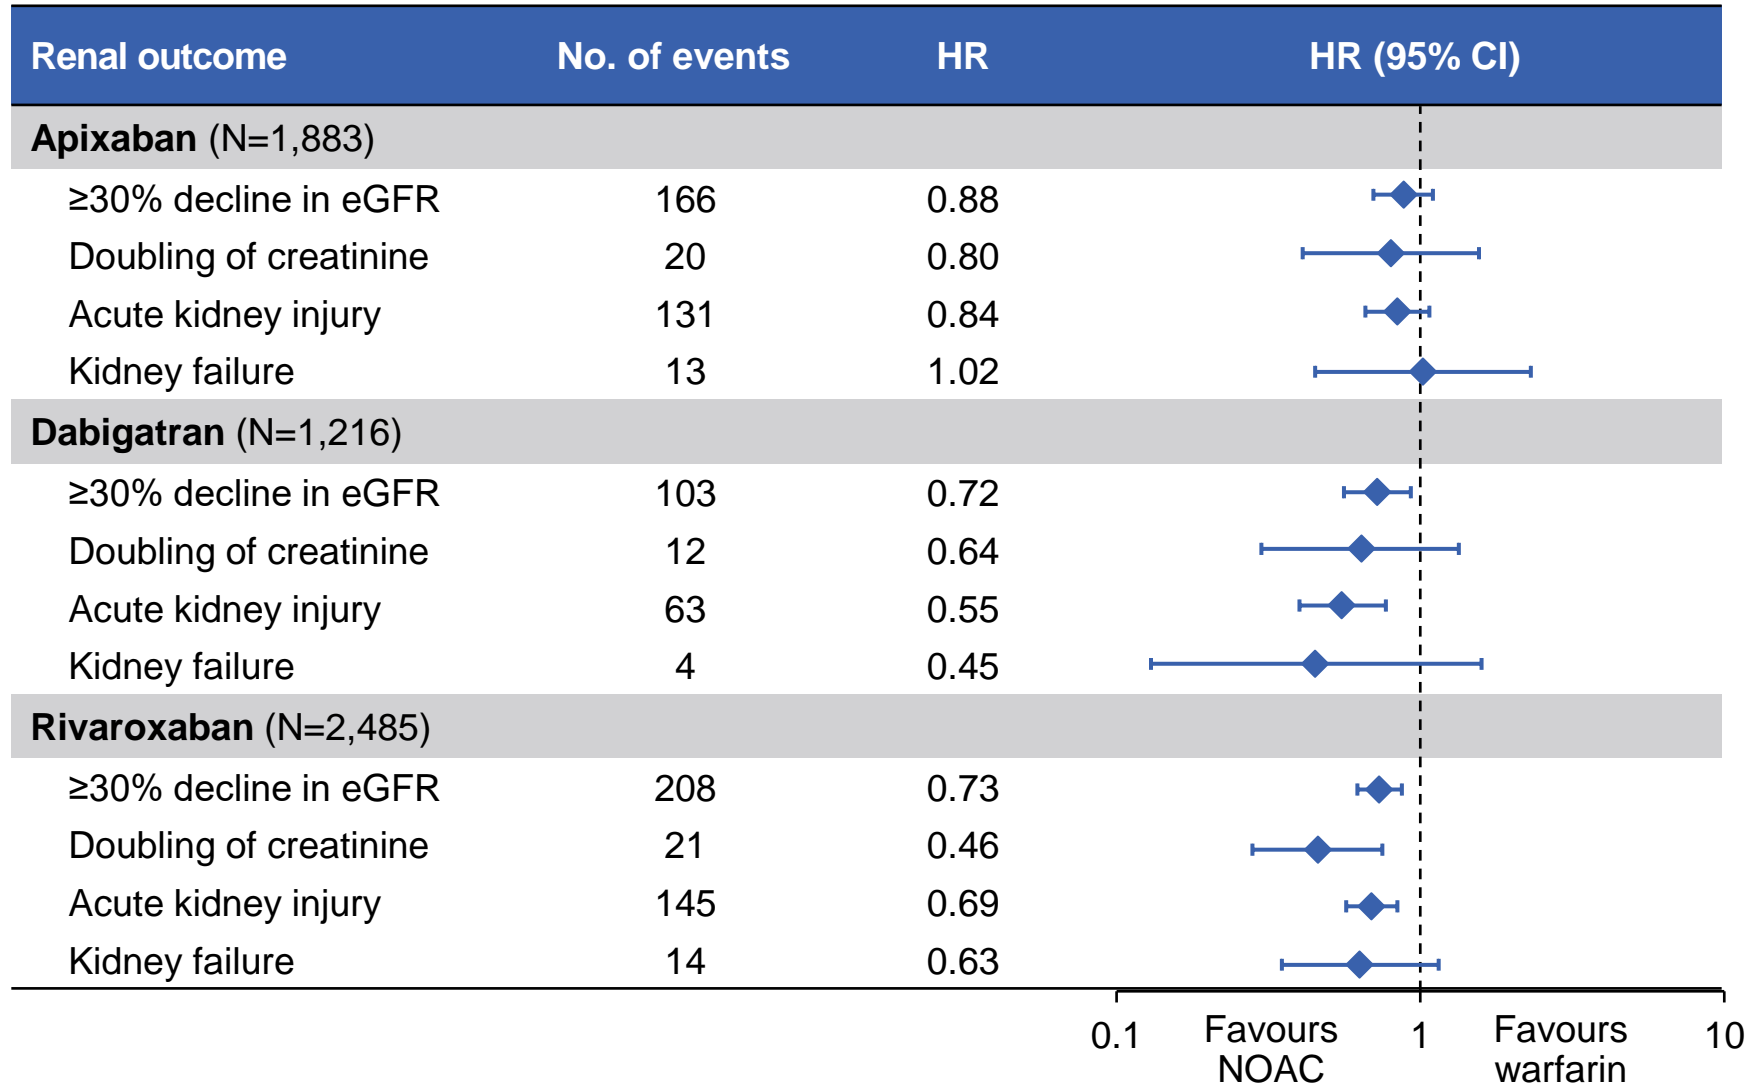 Renal outcome No. of events HR HR (95% CI)
Apixaban (N=1,883)
≥30% decline in eGFR 166 0.88
Doubling of creatinine 20 0.80
Acute kidney injury 131 0.84
Kidney failure 13 1.02
Dabigatran (N=1,216)
≥30% decline in eGFR 103 0.72
Doubling of creatinine 12 0.64
Acute kidney injury 63 0.55
Kidney failure 4 0.45
Rivaroxaban (N=2,485)
≥30% decline in eGFR 208 0.73
Doubling of creatinine 21 0.46
Acute kidney injury 145 0.69
Kidney failure 14 0.63
0.1 Favours 1 Favours 10
NOAC warfarin